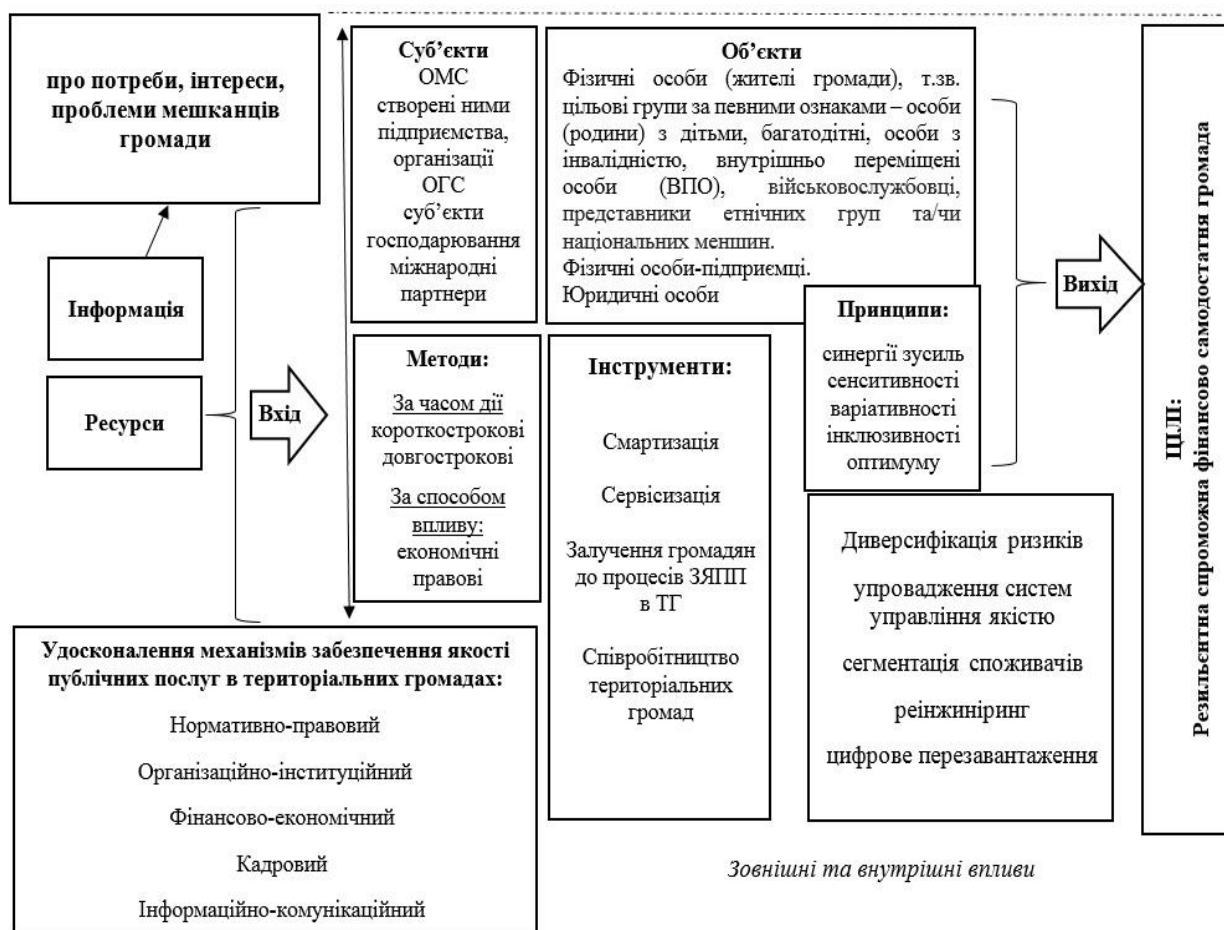 про потреби, інтереси,
проблеми мешканців
громади
Інформація
Ресурси
Вхід
Суб’єкти
ОМС
створені ними
підприємства,
організації
ОГС
суб’єкти
господарювання
міжнародні
партнери
Об’єкти
Фізичні особи (жителі громади), т.зв.
цільові групи за певними ознаками – особи
(родини) з дітьми, багатодітні, особи з
інвалідністю, внутрішньо переміщені
особи (ВПО), військовослужбовці,
представники етнічних груп та/чи
національних меншин.
Фізичні особи-підприємці.
Юридичні особи
Методи:
За часом дії
короткострокові
довгострокові
За способом
впливу:
економічні
правові
Інструменти:
Смартизація
Сервісизація
Залучення громадян
до процесів ЗЯПП
в ТГ
Співробітництво
територіальних
громад
Принципи:
синергії зусиль
сенситивності
варіативності
інклюзивності
оптимуму
Диверсифікація ризиків
упровадження систем
управління якістю
сегментація споживачів
реінжиніринг
цифрове перезавантаження
Вихід
ЦІЛІ:
Резильєнтна спроможна фінансово самодостатня громада
Удосконалення механізмів забезпечення якості
публічних послуг в територіальних громадах:
Нормативно-правовий
Організаційно-інституційний
Фінансово-економічний
Кадровий
Інформаційно-комунікаційний
Зовнішні та внутрішні впливи